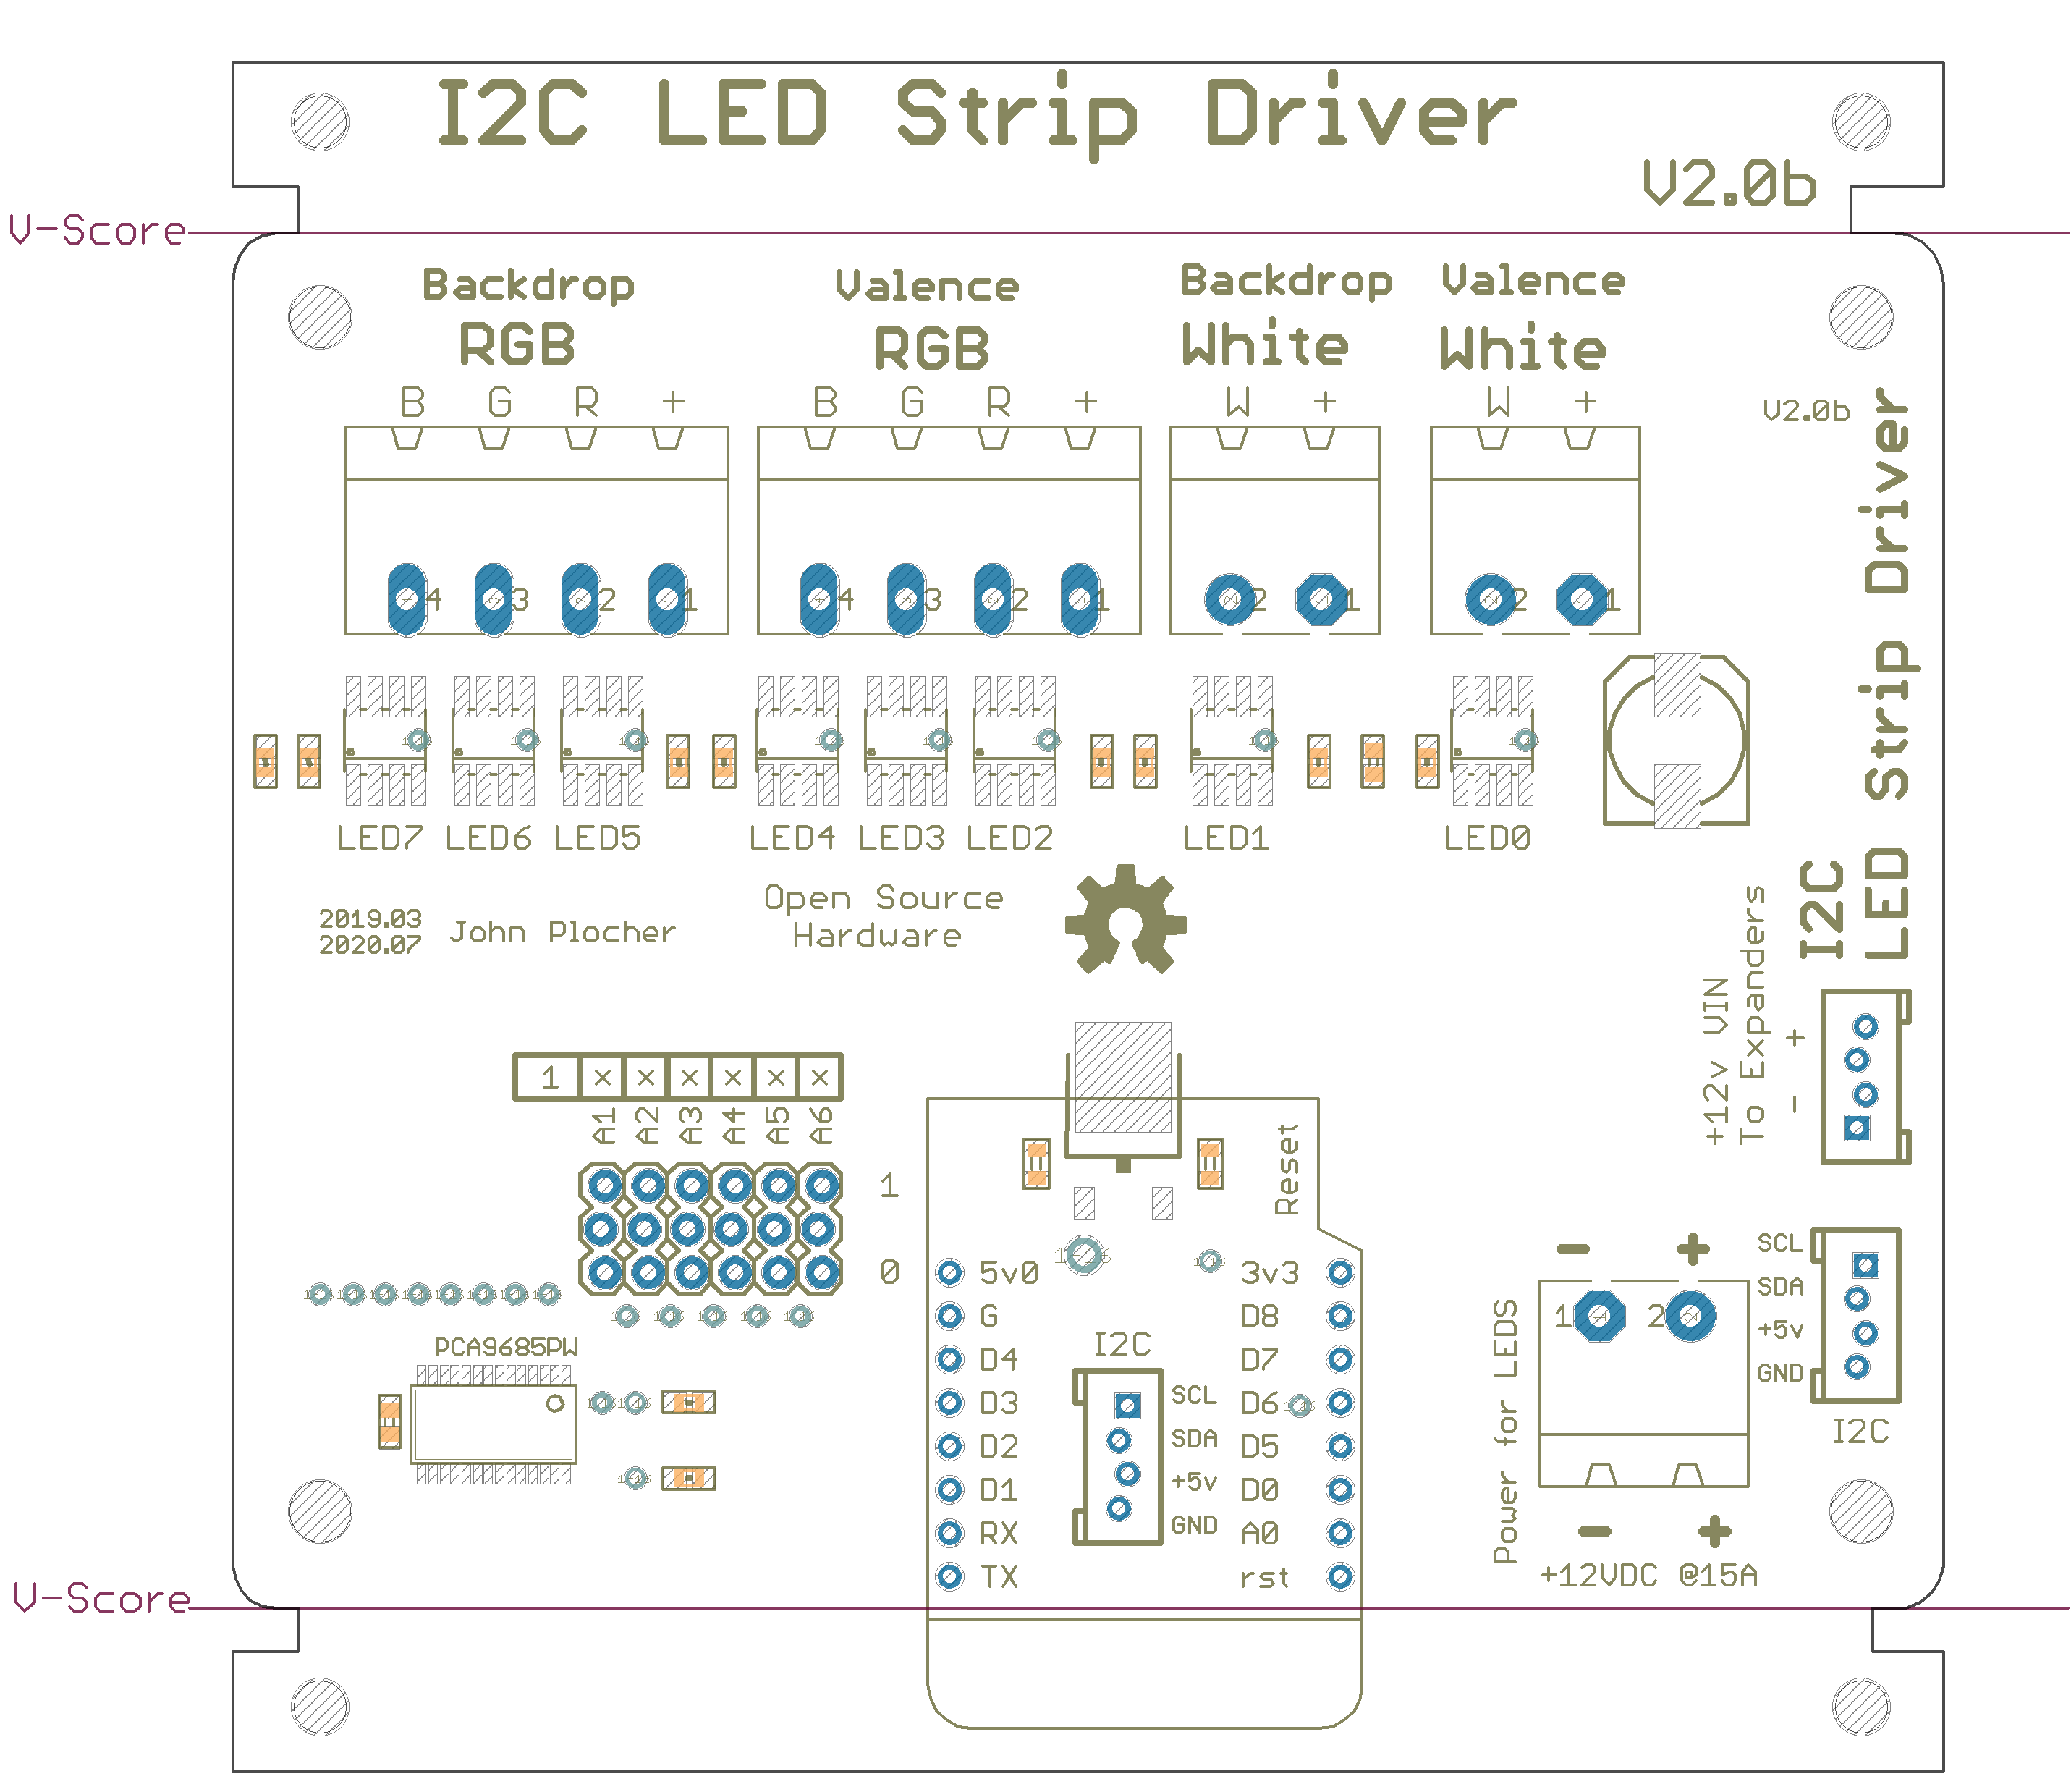 I2C LED Strip Driver
V2.0b
V-Score
Backdrop
RGB
Valence
RGB
Backdrop
White
Valence
White
B G R +
B G R +
W +
W +
V2.0b
4 3 2 1
4 3 2 1
2 1
2 1
LED7 LED6 LED5 LED4 LED3 LED2 LED1 LED0
I2C
LED Strip Driver
2019.03
2020.07
John Plocher
Open Source
Hardware
+12v VIN
To Expanders
- +
1 x x x x x x
A1 A2 A3 A4 A5 A6
1
0
Reset
5v0
G
D4
D3
D2
D1
RX
TX
3v3
D8
D7
D6
D5
D0
A0
rst
I2C
SCL
SDA
+5v
GND
PCA9685PW
Power for LEDS
- +
1 2
- +
+12VDC @15A
SCL
SDA
+5v
GND
I2C
V-Score